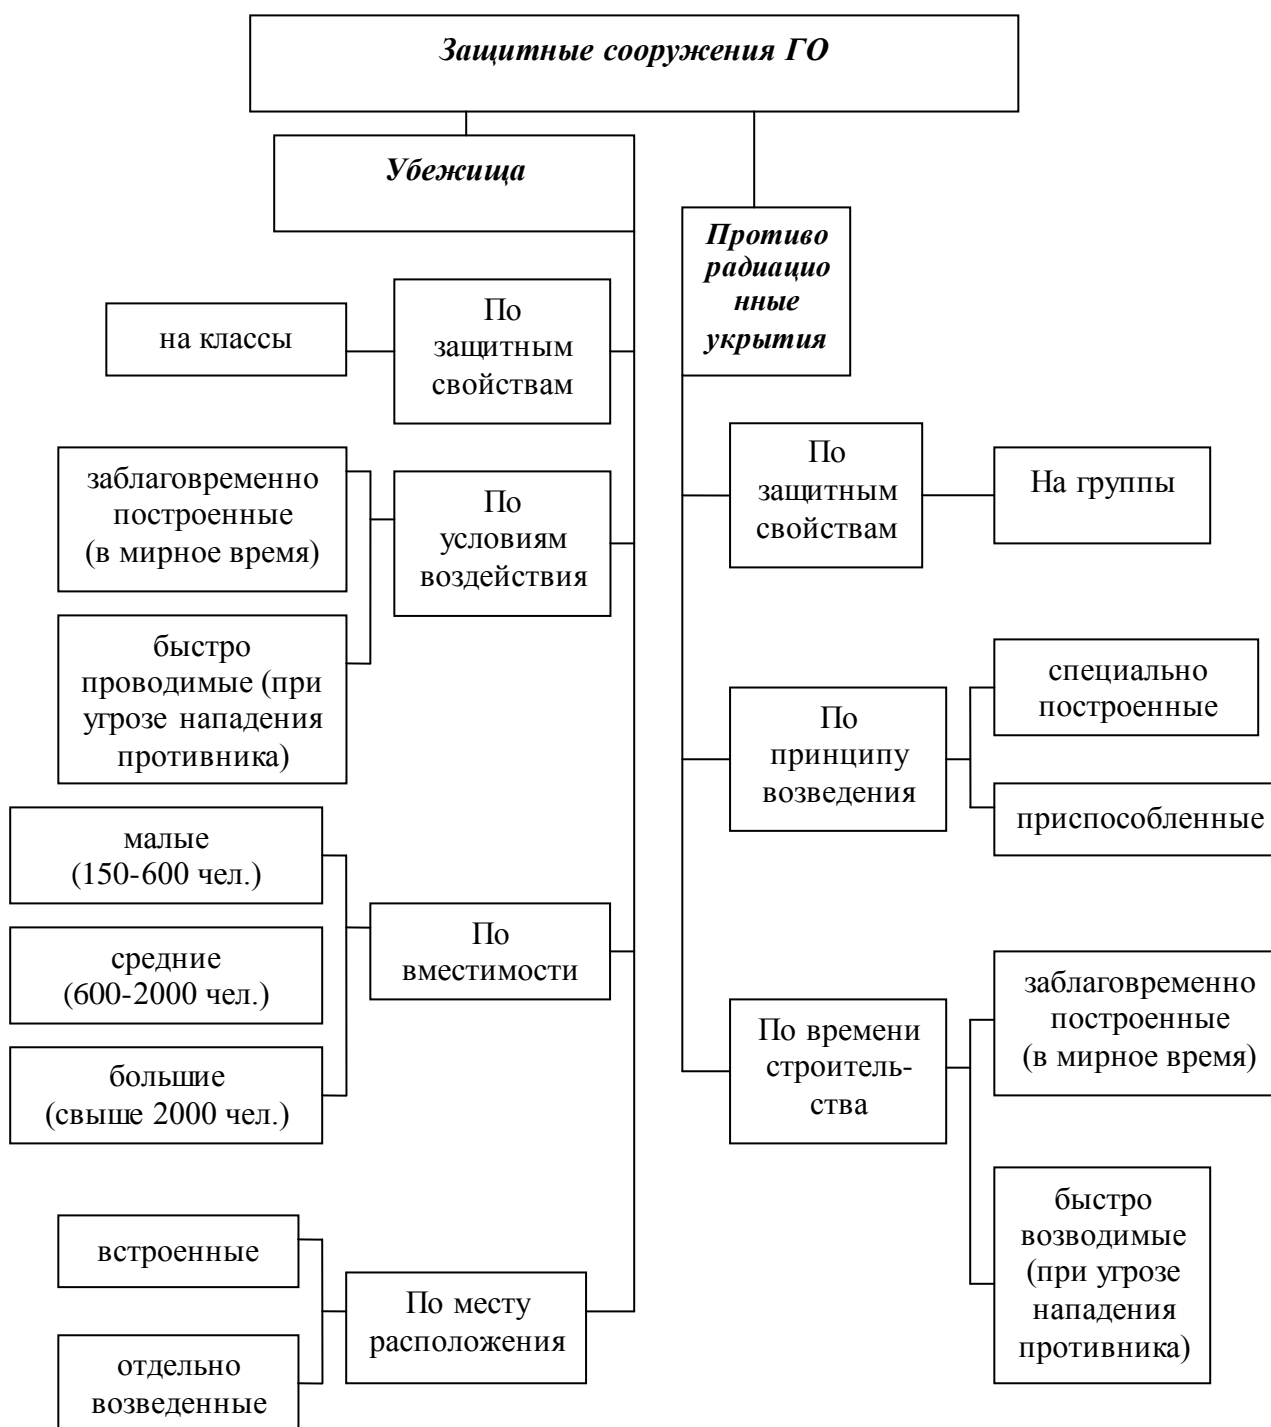 Защитные сооружения ГО
Убежища
Противо
радиацио
нные
укрытия
на классы
По
защитным
свойствам
заблаговременно
построенные
(в мирное время)
По
условиям
воздействия
быстро
проводимые (при
угрозе нападения
противника)
малые
(150-600 чел.)
средние
(600-2000 чел.)
большие
(свыше 2000 чел.)
По
вместимости
встроенные
отдельно
возведенные
По месту
расположения
По
защитным
свойствам
На группы
По
принципу
возведения
специально
построенные
приспособленные
По времени
строитель-
ства
заблаговременно
построенные
(в мирное время)
быстро
возводимые
(при угрозе
нападения
противника)